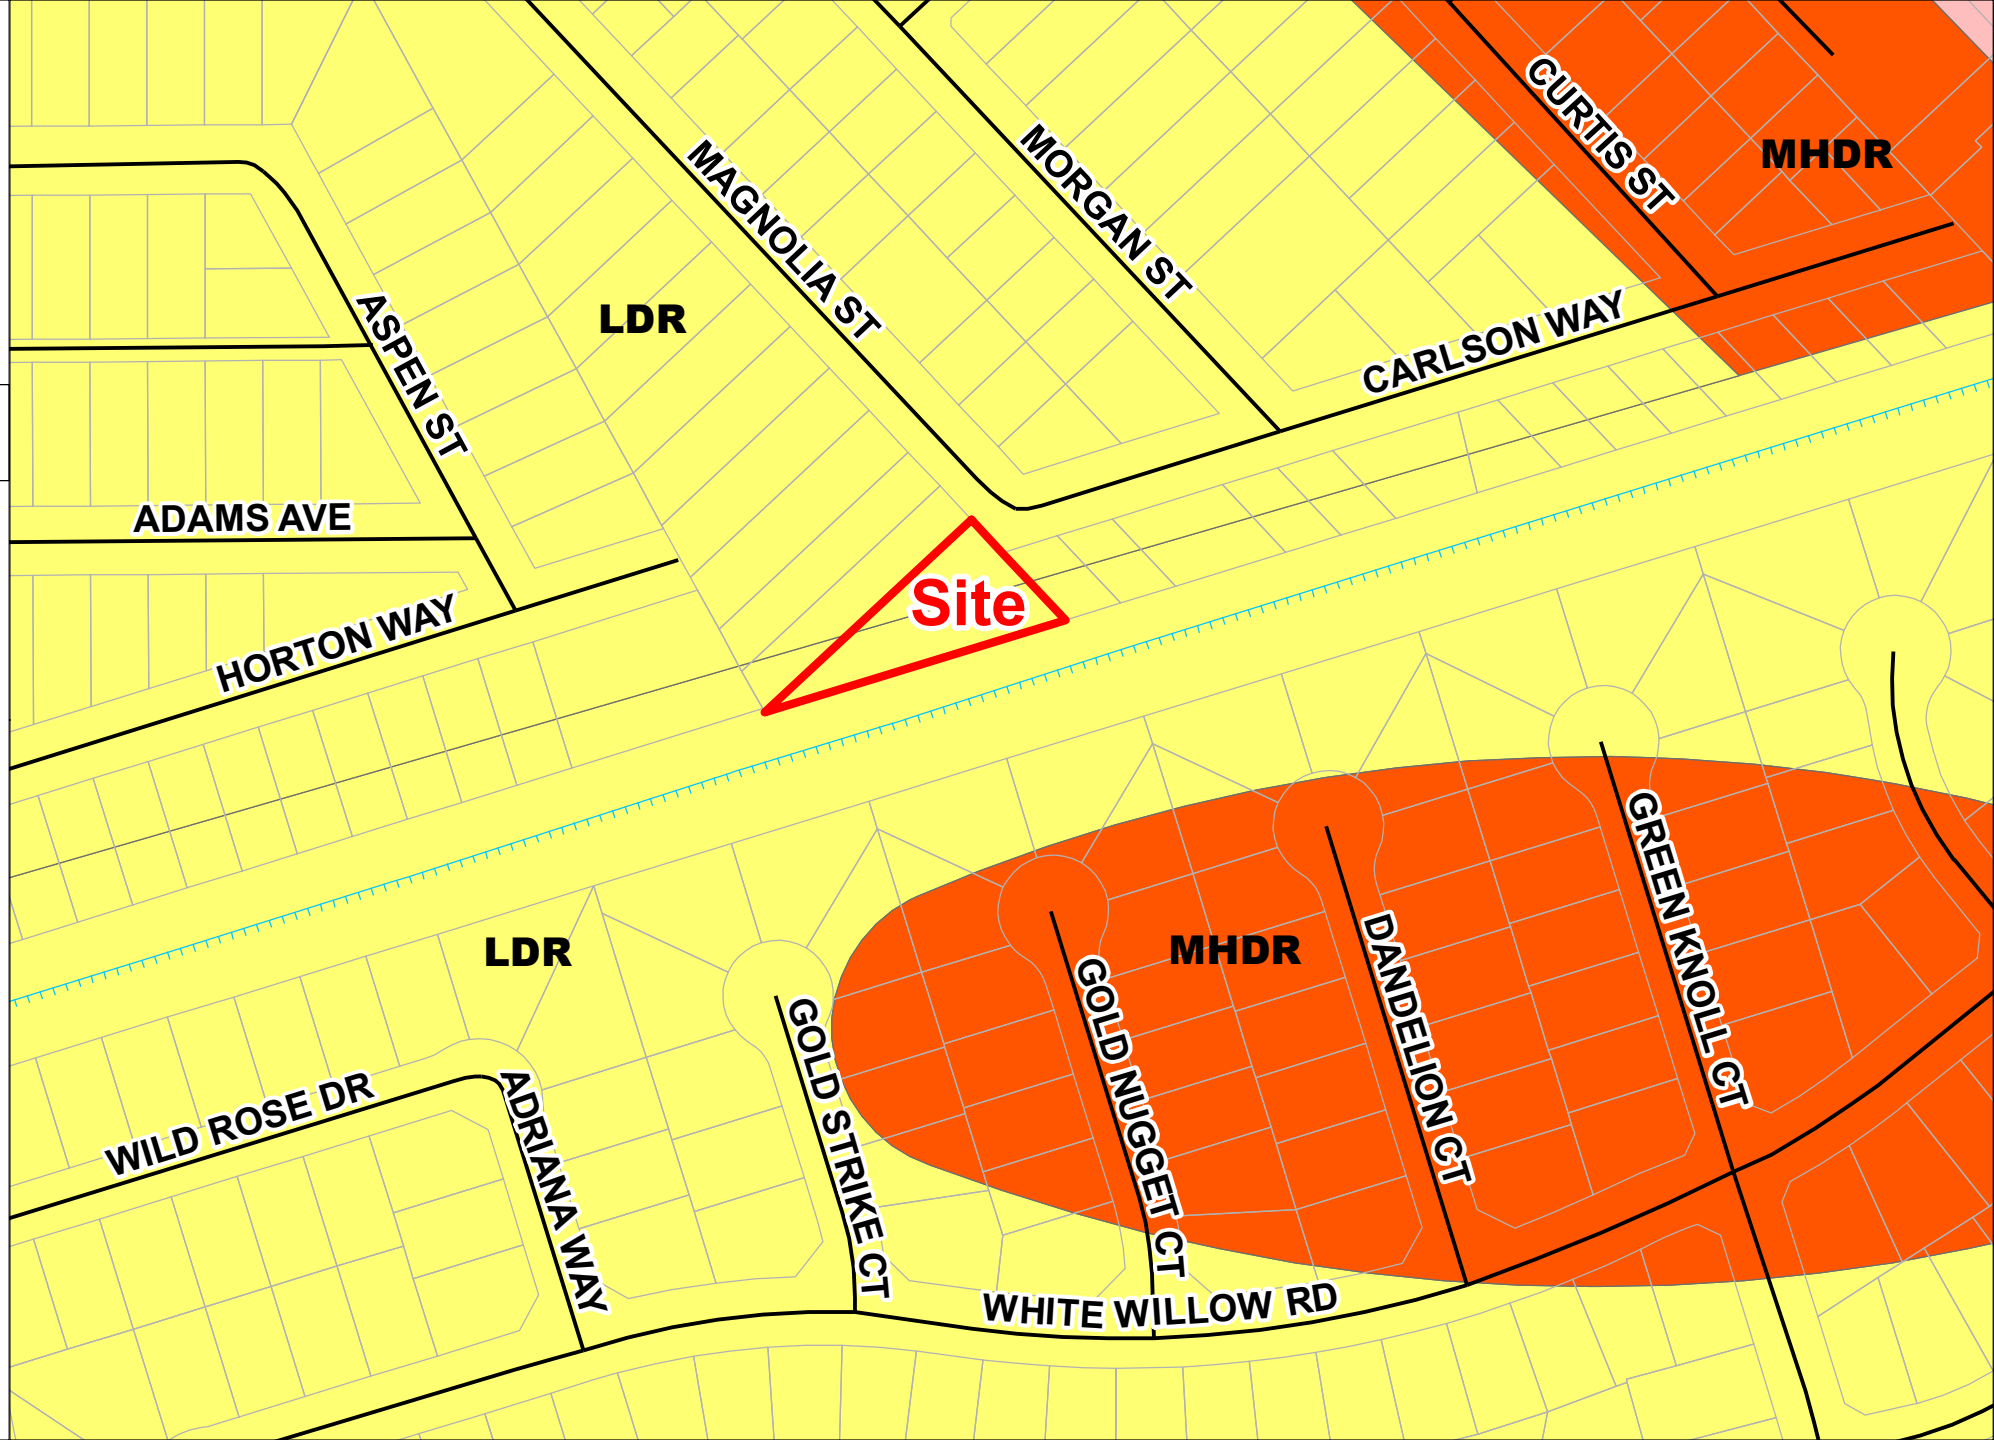 CURTIS ST
MHDR
MAGNOLIA ST
MORGAN ST
LDR
ASPEN ST
CARLSON WAY
ADAMS AVE
Site
HORTON WAY
GREEN KNOLL CT
LDR
MHDR
DANDELION CT
GOLD NUGGET CT
GOLD STRIKE CT
WILD ROSE DR
ADRIANA WAY
WHITE WILLOW RD